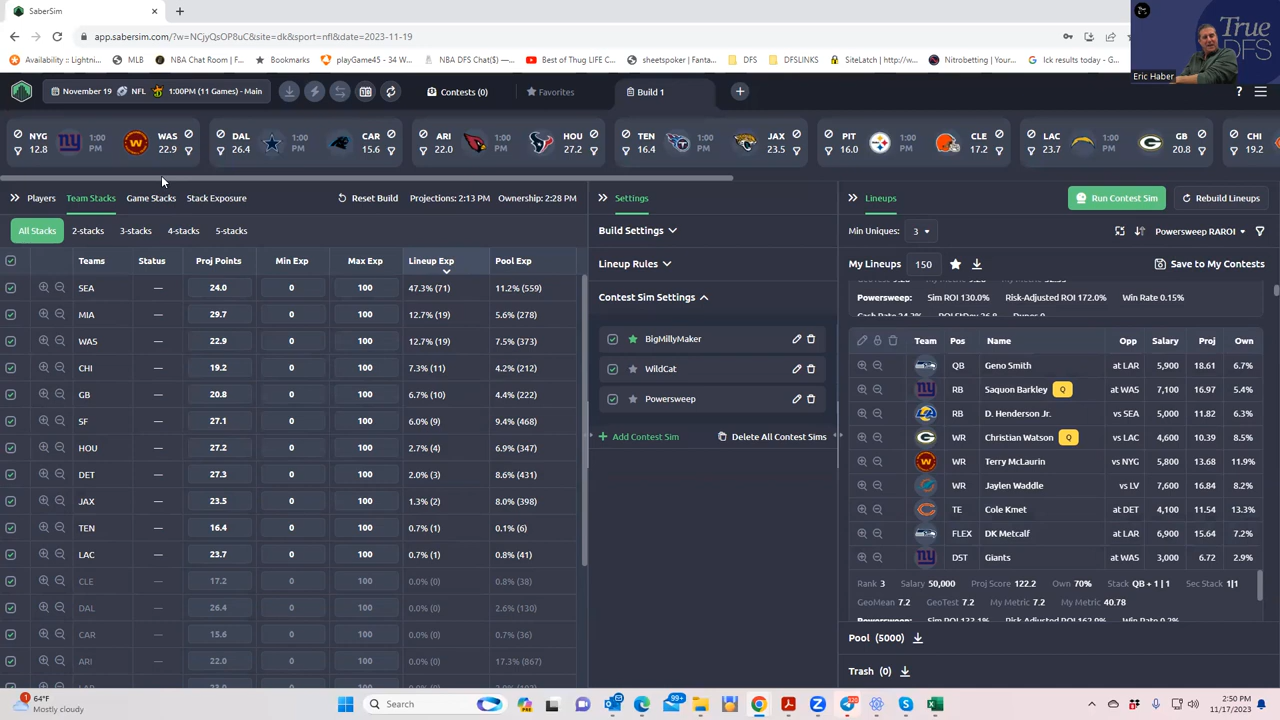 SaberSim
app.sabersim.com/?w=NCjyQsOP8uC&site=dk&sport=nfl&date=2023-11-19
Availability :: Lightni...
MLB
NBA Chat Room | F...
Bookmarks
playGame45 - 34 W...
NBA DFS Chat($) —...
Best of Thug LIFE C...
sheetspoker | Fanta...
DFS
DFSLINKS
SiteLatch | http://w...
Nitrobetting | Your...
Ick results today - G...
True
DFS
Eric Haber
November 19
NFL
1:00PM (11 Games) - Main
Contests (0)
Favorites
Build 1
NYG 12.8 1:00 PM WAS 22.9
DAL 26.4 1:00 PM CAR 15.6
ARI 22.0 1:00 PM HOU 27.2
TEN 16.4 1:00 PM JAX 23.5
PIT 16.0 1:00 PM CLE 17.2
LAC 23.7 1:00 PM GB 20.8
CHI 19.2
Players Team Stacks Game Stacks Stack Exposure Reset Build Projections: 2:13 PM Ownership: 2:28 PM
All Stacks 2-stacks 3-stacks 4-stacks 5-stacks
Teams Status Proj Points Min Exp Max Exp Lineup Exp Pool Exp
SEA — 24.0 0 100 47.3% (71) 11.2% (559)
MIA — 29.7 0 100 12.7% (19) 5.6% (278)
WAS — 22.9 0 100 12.7% (19) 7.5% (373)
CHI — 19.2 0 100 7.3% (11) 4.2% (212)
GB — 20.8 0 100 6.7% (10) 4.4% (222)
SF — 27.1 0 100 6.0% (9) 9.4% (468)
HOU — 27.2 0 100 2.7% (4) 6.9% (347)
DET — 27.3 0 100 2.0% (3) 8.6% (431)
JAX — 23.5 0 100 1.3% (2) 8.0% (398)
TEN — 16.4 0 100 0.7% (1) 0.1% (6)
LAC — 23.7 0 100 0.7% (1) 0.8% (41)
CLE — 17.2 0 100 0.0% (0) 0.8% (38)
DAL — 26.4 0 100 0.0% (0) 2.6% (130)
CAR — 15.6 0 100 0.0% (0) 0.7% (36)
ARI — 22.0 0 100 0.0% (0) 17.3% (867)
Settings
Build Settings
Lineup Rules
Contest Sim Settings
BigMillyMaker
WildCat
Powersweep
+ Add Contest Sim Delete All Contest Sims
Lineups Run Contest Sim Rebuild Lineups
Min Uniques: 3 Powersweep RAROI
My Lineups 150 Save to My Contests
Powersweep: Sim ROI 130.0% Risk-Adjusted ROI 172.0% Win Rate 0.15%
Team Pos Name Opp Salary Proj Own
QB Geno Smith at LAR 5,900 18.61 6.7%
RB Saquon Barkley Q at WAS 7,100 16.97 5.4%
RB D. Henderson Jr. vs SEA 5,000 11.82 6.3%
WR Christian Watson Q vs LAC 4,600 10.39 8.5%
WR Terry McLaurin vs NYG 5,800 13.68 11.9%
WR Jaylen Waddle vs LV 7,600 16.84 8.2%
TE Cole Kmet at DET 4,100 11.54 13.3%
FLEX DK Metcalf at LAR 6,900 15.64 7.2%
DST Giants at WAS 3,000 6.72 2.9%
Rank 3 Salary 50,000 Proj Score 122.2 Own 70% Stack QB + 1 | 1 Sec Stack 1|1
GeoMean 7.2 GeoTest 7.2 My Metric 7.2 My Metric 40.78
Pool (5000)
Trash (0)
64°F
Mostly cloudy
Search
99+
2:50 PM
11/17/2023